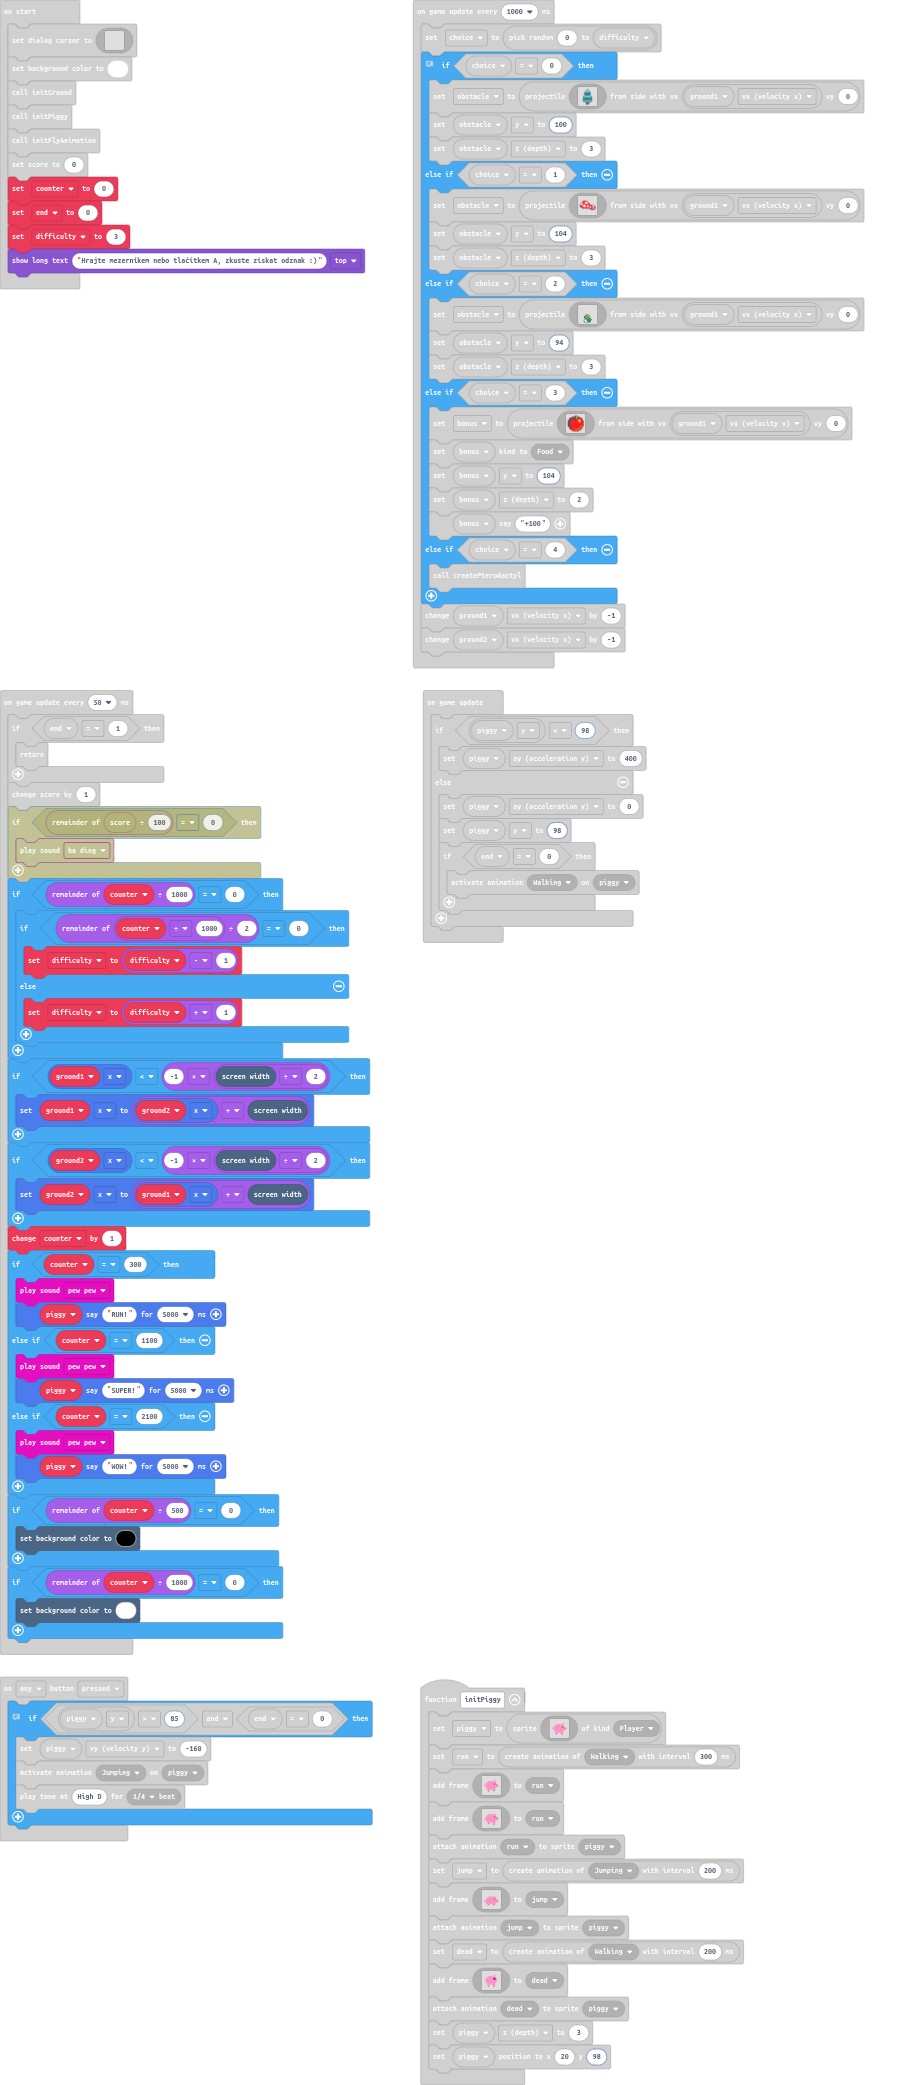 on start
set dialog cursor to
set background color to
call initGround
call initPiggy
call initFlyAnimation
set score to 0
set counter to 0
set end to 0
set difficulty to 3
show long text "Hrajte mezerníkem nebo tlačítkem A, zkuste získat odznak :)" top
on game update every 1000 ms
set choice to pick random 0 to difficulty
if choice = 0 then
set obstacle to projectile from side with vx ground1 vx (velocity x) vy 0
set obstacle y to 100
set obstacle z (depth) to 3
else if choice = 1 then
set obstacle to projectile from side with vx ground1 vx (velocity x) vy 0
set obstacle y to 104
set obstacle z (depth) to 3
else if choice = 2 then
set obstacle to projectile from side with vx ground1 vx (velocity x) vy 0
set obstacle y to 94
set obstacle z (depth) to 3
else if choice = 3 then
set bonus to projectile from side with vx ground1 vx (velocity x) vy 0
set bonus kind to Food
set bonus y to 104
set bonus z (depth) to 2
bonus say "+100"
else if choice = 4 then
call createPterodactyl
change ground1 vx (velocity x) by -1
change ground2 vx (velocity x) by -1
on game update every 50 ms
if end = 1 then
return
change score by 1
if remainder of score ÷ 100 = 0 then
play sound ba ding
if remainder of counter ÷ 1000 = 0 then
if remainder of counter ÷ 1000 ÷ 2 = 0 then
set difficulty to difficulty - 1
else
set difficulty to difficulty + 1
if ground1 x < -1 × screen width ÷ 2 then
set ground1 x to ground2 x + screen width
if ground2 x < -1 × screen width ÷ 2 then
set ground2 x to ground1 x + screen width
change counter by 1
if counter = 300 then
play sound pew pew
piggy say "RUN!" for 5000 ms
else if counter = 1100 then
play sound pew pew
piggy say "SUPER!" for 5000 ms
else if counter = 2100 then
play sound pew pew
piggy say "WOW!" for 5000 ms
if remainder of counter ÷ 500 = 0 then
set background color to
if remainder of counter ÷ 1000 = 0 then
set background color to
on game update
if piggy y < 98 then
set piggy ay (acceleration y) to 400
else
set piggy ay (acceleration y) to 0
set piggy y to 98
if end = 0 then
activate animation Walking on piggy
on any button pressed
if piggy y > 85 and end = 0 then
set piggy vy (velocity y) to -160
activate animation Jumping on piggy
play tone at High D for 1/4 beat
function initPiggy
set piggy to sprite of kind Player
set run to create animation of Walking with interval 300 ms
add frame to run
add frame to run
attach animation run to sprite piggy
set jump to create animation of Jumping with interval 200 ms
add frame to jump
attach animation jump to sprite piggy
set dead to create animation of Walking with interval 200 ms
add frame to dead
attach animation dead to sprite piggy
set piggy z (depth) to 3
set piggy position to x 20 y 98